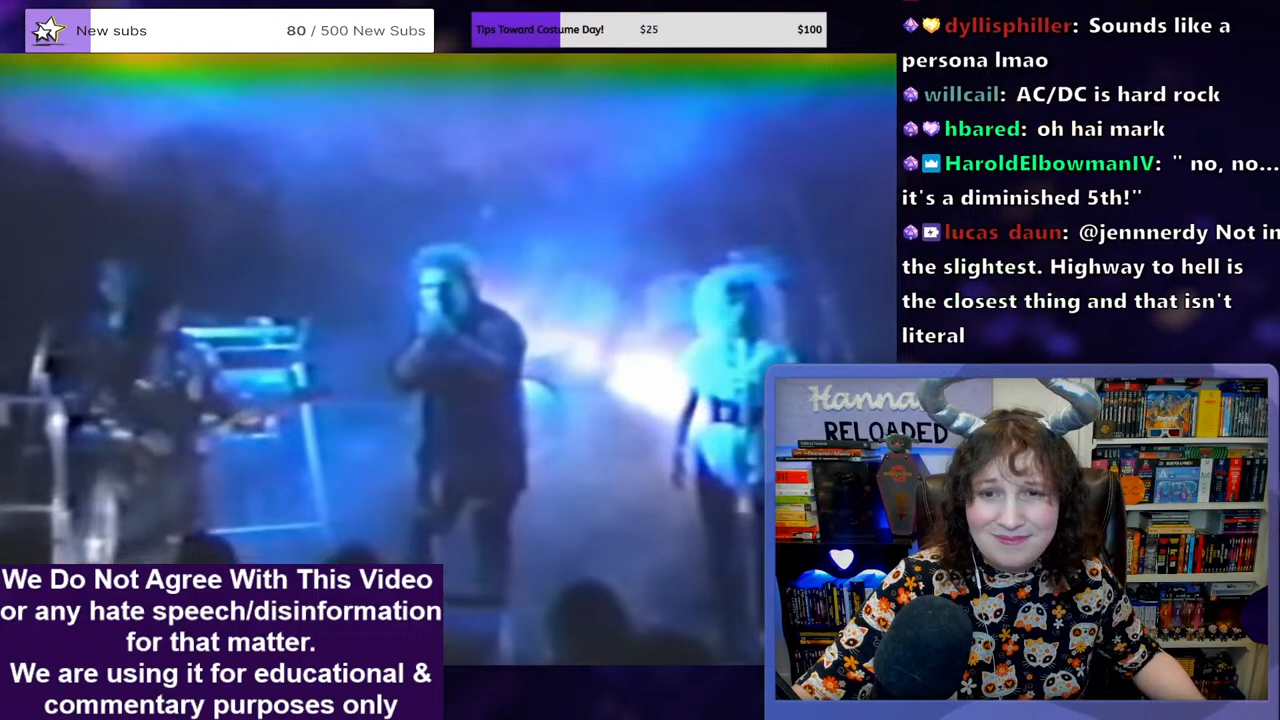 New subs
80 / 500 New Subs
Tips Toward Costume Day!
$25
$100
dyllisphiller: Sounds like a
persona lmao
willcail: AC/DC is hard rock
hbared: oh hai mark
HaroldElbowmanIV: " no, no...
it's a diminished 5th!"
lucas_daun: @jennnerdy Not in
the slightest. Highway to hell is
the closest thing and that isn't
literal
Hanna
RELOADED
We Do Not Agree With This Video
or any hate speech/disinformation
for that matter.
We are using it for educational &
commentary purposes only